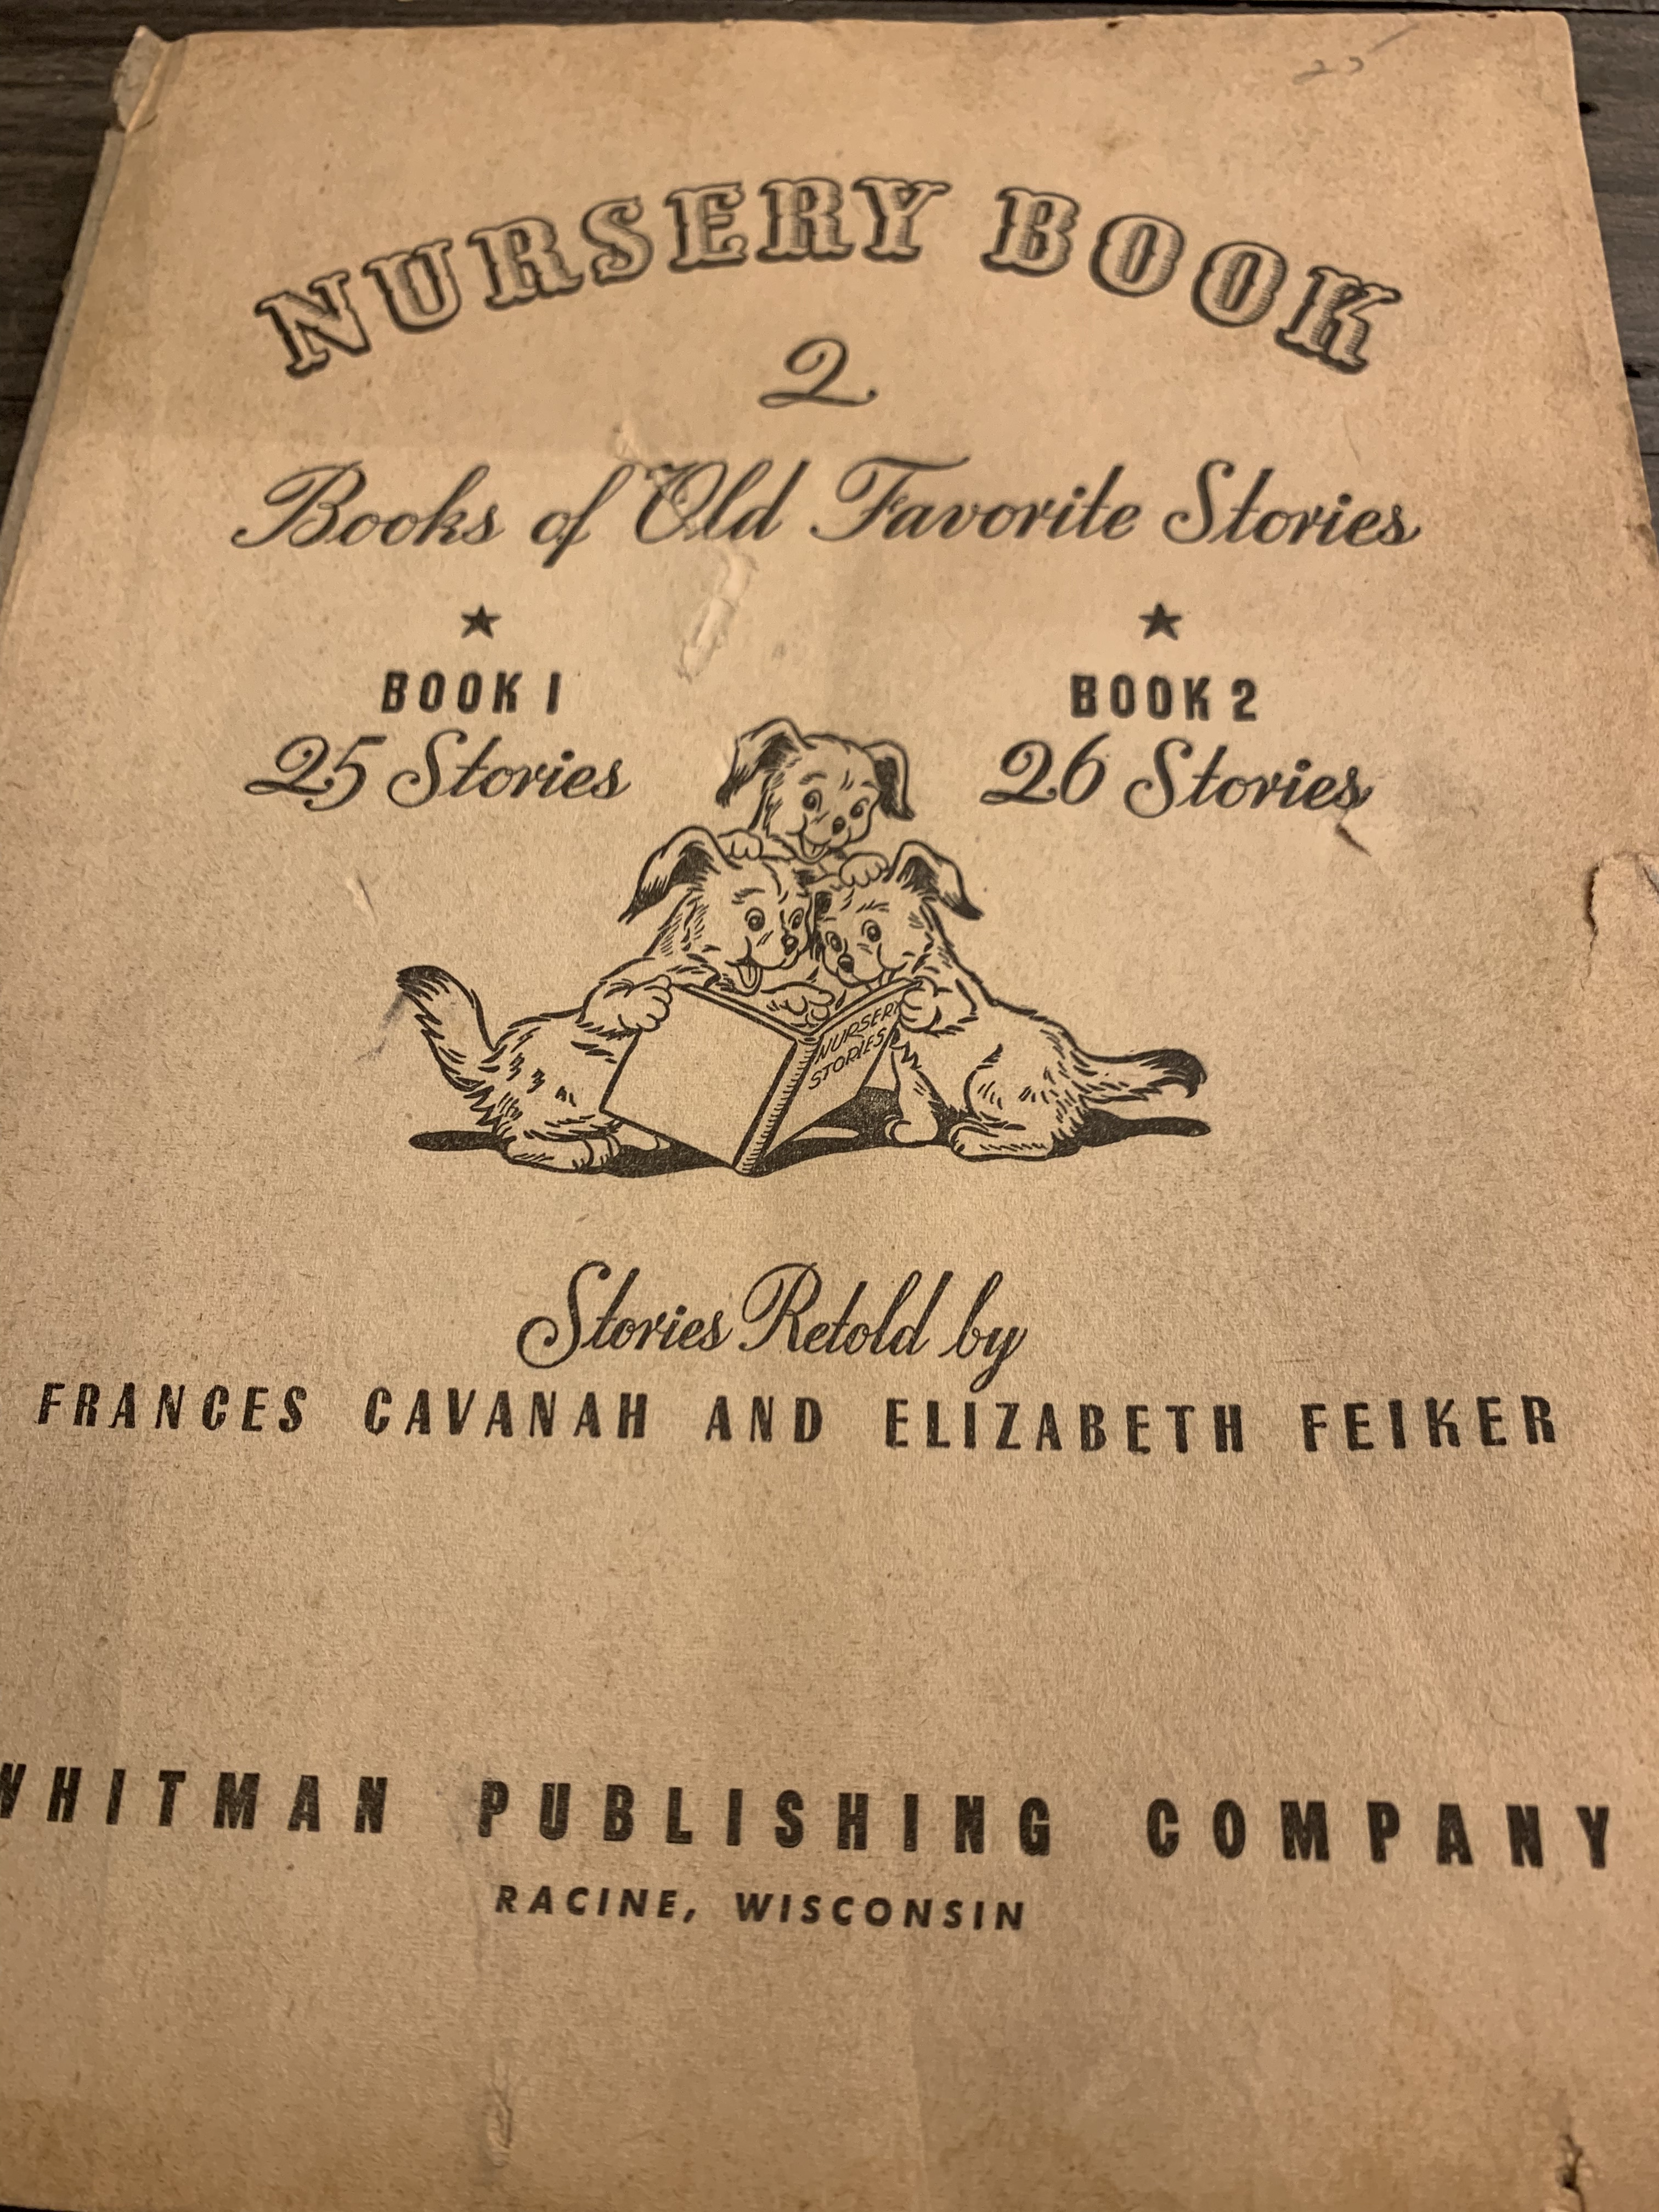 NURSERY BOOK
2
Books of Old Favorite Stories
BOOK 1
25 Stories
BOOK 2
26 Stories
NURSERY
STORIES
Stories Retold by
FRANCES CAVANAH AND ELIZABETH FEIKER
WHITMAN PUBLISHING COMPANY
RACINE, WISCONSIN